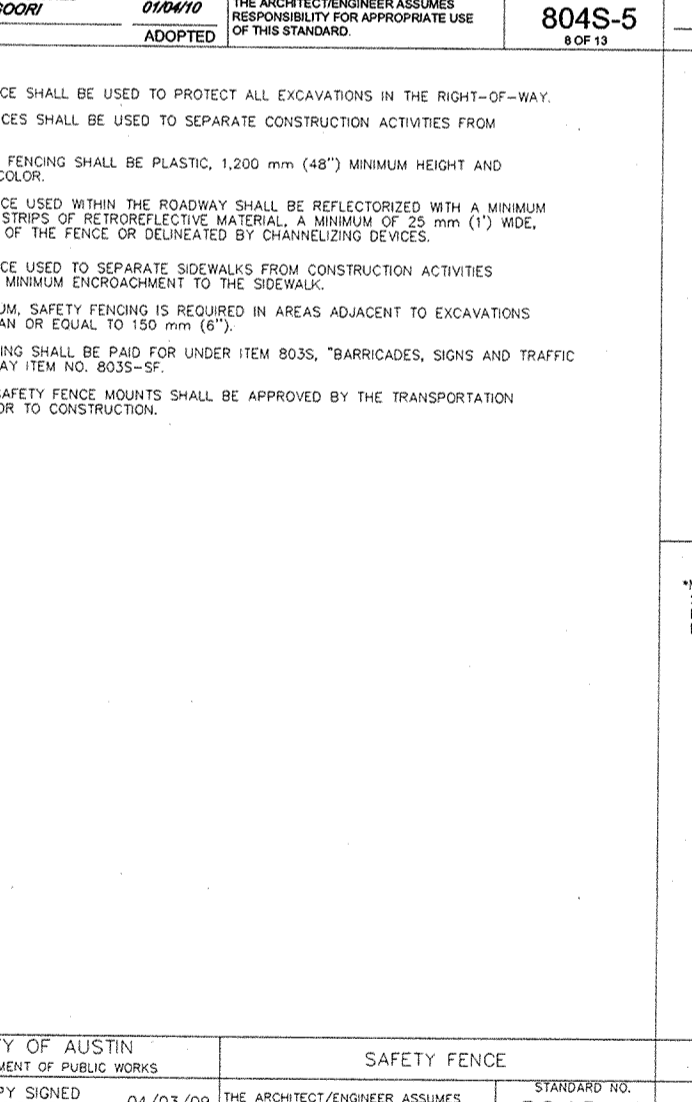 01/04/10
ADOPTED
THE ARCHITECT/ENGINEER ASSUMES
RESPONSIBILITY FOR APPROPRIATE USE
OF THIS STANDARD.
804S-5
8 OF 13
CE SHALL BE USED TO PROTECT ALL EXCAVATIONS IN THE RIGHT-OF-WAY.
CES SHALL BE USED TO SEPARATE CONSTRUCTION ACTIVITIES FROM
FENCING SHALL BE PLASTIC, 1,200 mm (48") MINIMUM HEIGHT AND
COLOR.
CE USED WITHIN THE ROADWAY SHALL BE REFLECTORIZED WITH A MINIMUM
STRIPS OF RETROREFLECTIVE MATERIAL, A MINIMUM OF 25 mm (1') WIDE,
OF THE FENCE OR DELINEATED BY CHANNELIZING DEVICES.
CE USED TO SEPARATE SIDEWALKS FROM CONSTRUCTION ACTIVITIES
MINIMUM ENCROACHMENT TO THE SIDEWALK.
UM, SAFETY FENCING IS REQUIRED IN AREAS ADJACENT TO EXCAVATIONS
AN OR EQUAL TO 150 mm (6").
ING SHALL BE PAID FOR UNDER ITEM 803S, "BARRICADES, SIGNS AND TRAFFIC
AY ITEM NO. 803S-SF.
AFETY FENCE MOUNTS SHALL BE APPROVED BY THE TRANSPORTATION
OR TO CONSTRUCTION.
Y OF AUSTIN
MENT OF PUBLIC WORKS
SAFETY FENCE
PY SIGNED
04/03/09
THE ARCHITECT/ENGINEER ASSUMES
STANDARD NO.